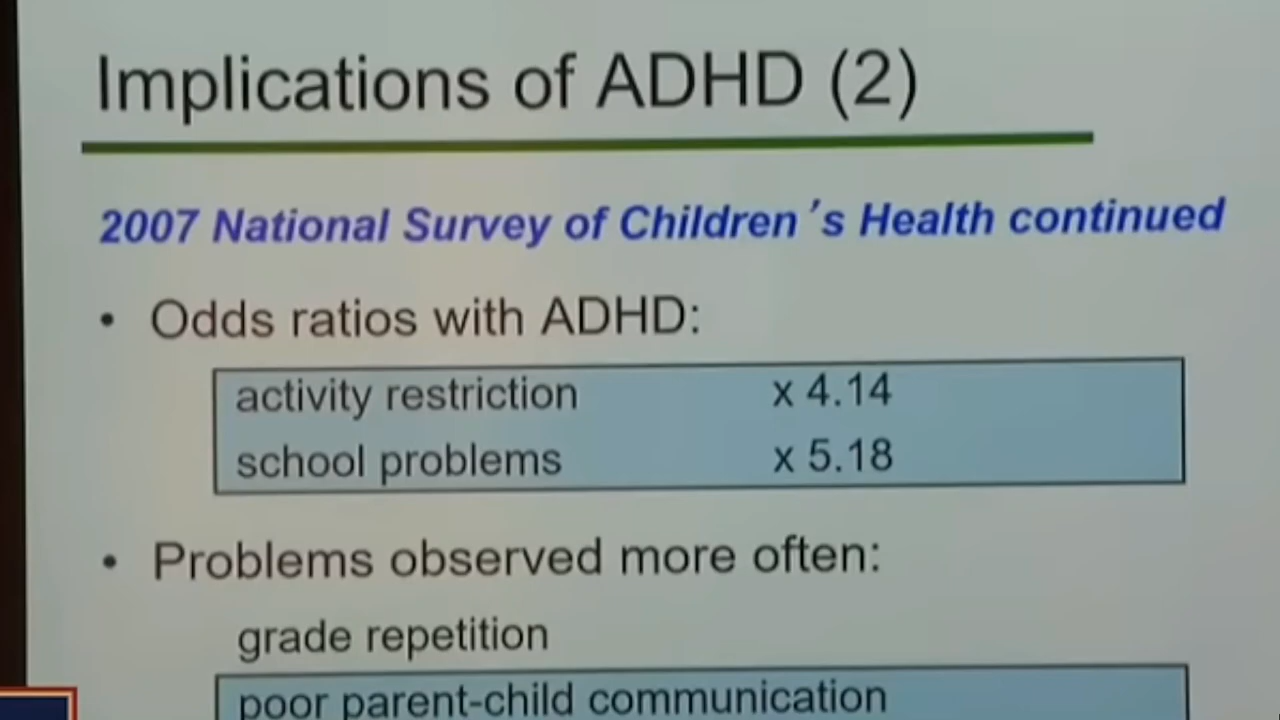 Implications of ADHD (2)
2007 National Survey of Children's Health continued
• Odds ratios with ADHD:
activity restriction x 4.14
school problems x 5.18
• Problems observed more often:
grade repetition
poor parent-child communication